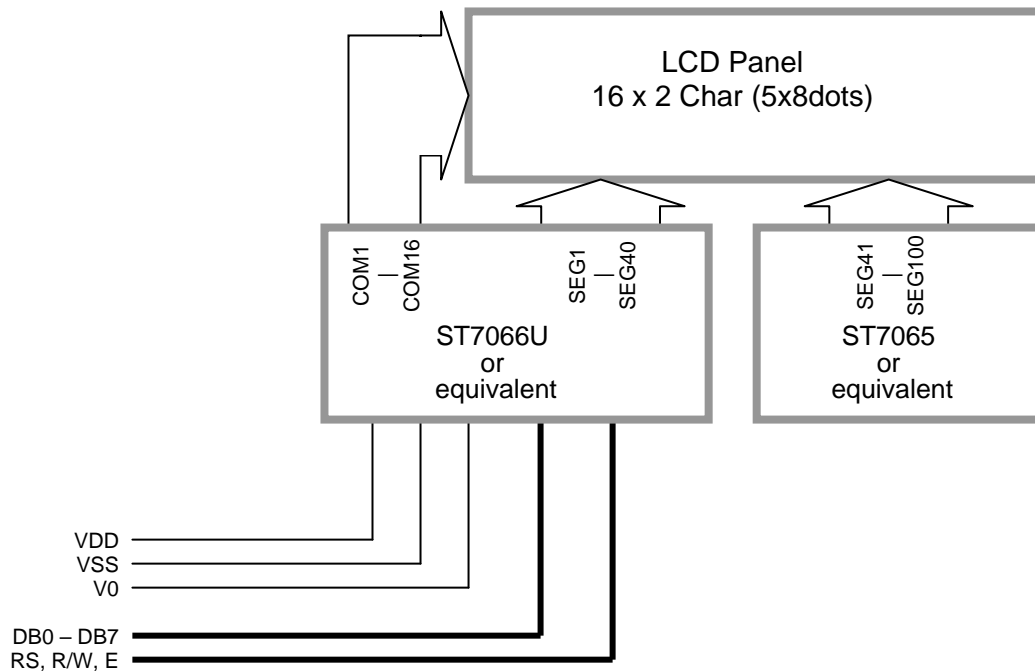 LCD Panel
16 x 2 Char (5x8dots)
COM1
—
COM16
SEG1
—
SEG40
SEG41
—
SEG100
ST7066U
or
equivalent
ST7065
or
equivalent
VDD
VSS
V0
DB0 – DB7
RS, R/W, E